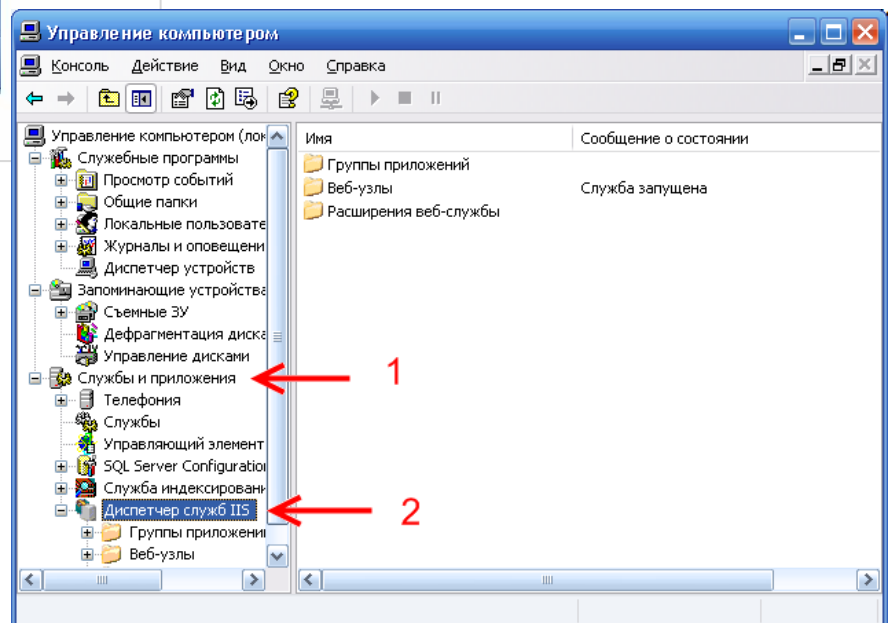 Управление компьютером
Консоль Действие Вид Окно Справка
Управление компьютером (лок
Служебные программы
Просмотр событий
Общие папки
Локальные пользовате
Журналы и оповещени
Диспетчер устройств
Запоминающие устройства
Съемные ЗУ
Дефрагментация диска
Управление дисками
Службы и приложения
Телефония
Службы
Управляющий элемент
SQL Server Configuration
Служба индексировани
Диспетчер служб IIS
Группы приложений
Веб-узлы
Имя Сообщение о состоянии
Группы приложений
Веб-узлы Служба запущена
Расширения веб-службы
1
2